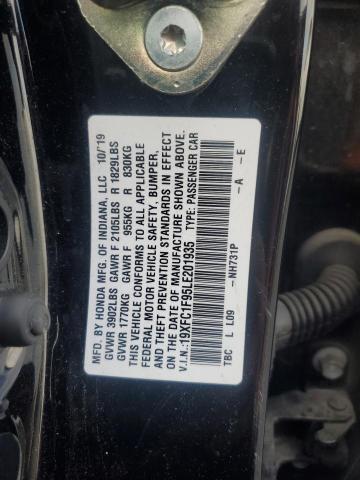 MFD. BY HONDA MFG. OF INDIANA, LLC 10/19
GVWR 3902LBS GAWR F 2105LBS R 1829LBS
GVWR 1770KG GAWR F 955KG R 830KG
THIS VEHICLE CONFORMS TO ALL APPLICABLE
FEDERAL MOTOR VEHICLE SAFETY, BUMPER,
AND THEFT PREVENTION STANDARDS IN EFFECT
ON THE DATE OF MANUFACTURE SHOWN ABOVE.
V.I.N.:19XFC1F96LE201935 TYPE: PASSENGER CAR
TBC L L09 -NH731P -A -E